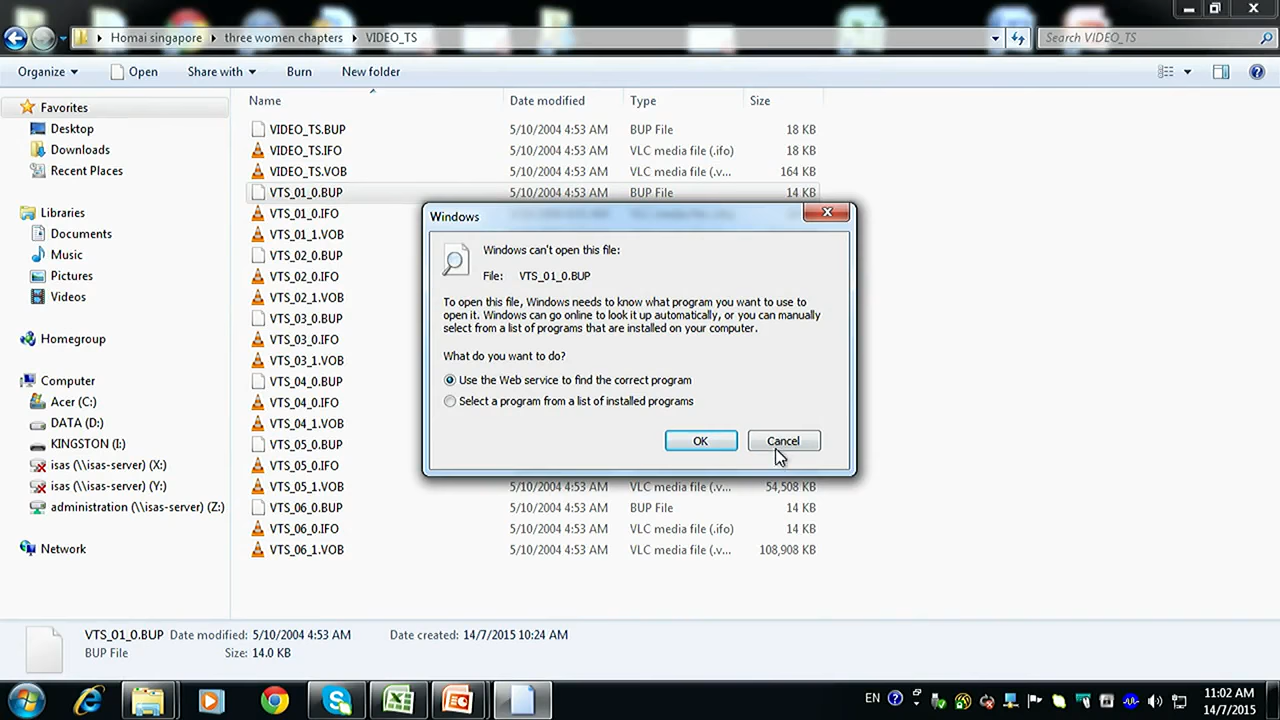 Homai singapore three women chapters VIDEO_TS
Search VIDEO_TS
Organize Open Share with Burn New folder
Name Date modified Type Size
Favorites
Desktop
Downloads
Recent Places
Libraries
Documents
Music
Pictures
Videos
Homegroup
Computer
Acer (C:)
DATA (D:)
KINGSTON (I:)
isas (\\isas-server) (X:)
isas (\\isas-server) (Y:)
administration (\\isas-server) (Z:)
Network
VIDEO_TS.BUP 5/10/2004 4:53 AM BUP File 18 KB
VIDEO_TS.IFO 5/10/2004 4:53 AM VLC media file (.ifo) 18 KB
VIDEO_TS.VOB 5/10/2004 4:53 AM VLC media file (.v... 164 KB
VTS_01_0.BUP 5/10/2004 4:53 AM BUP File 14 KB
VTS_01_0.IFO
VTS_01_1.VOB
VTS_02_0.BUP
VTS_02_0.IFO
VTS_02_1.VOB
VTS_03_0.BUP
VTS_03_0.IFO
VTS_03_1.VOB
VTS_04_0.BUP
VTS_04_0.IFO
VTS_04_1.VOB
VTS_05_0.BUP
VTS_05_0.IFO
VTS_05_1.VOB 5/10/2004 4:53 AM VLC media file (.v... 54,508 KB
VTS_06_0.BUP 5/10/2004 4:53 AM BUP File 14 KB
VTS_06_0.IFO 5/10/2004 4:53 AM VLC media file (.ifo) 14 KB
VTS_06_1.VOB 5/10/2004 4:53 AM VLC media file (.v... 108,908 KB
Windows
Windows can't open this file:
File: VTS_01_0.BUP
To open this file, Windows needs to know what program you want to use to
open it. Windows can go online to look it up automatically, or you can manually
select from a list of programs that are installed on your computer.
What do you want to do?
Use the Web service to find the correct program
Select a program from a list of installed programs
OK Cancel
VTS_01_0.BUP Date modified: 5/10/2004 4:53 AM Date created: 14/7/2015 10:24 AM
BUP File Size: 14.0 KB
EN
11:02 AM
14/7/2015